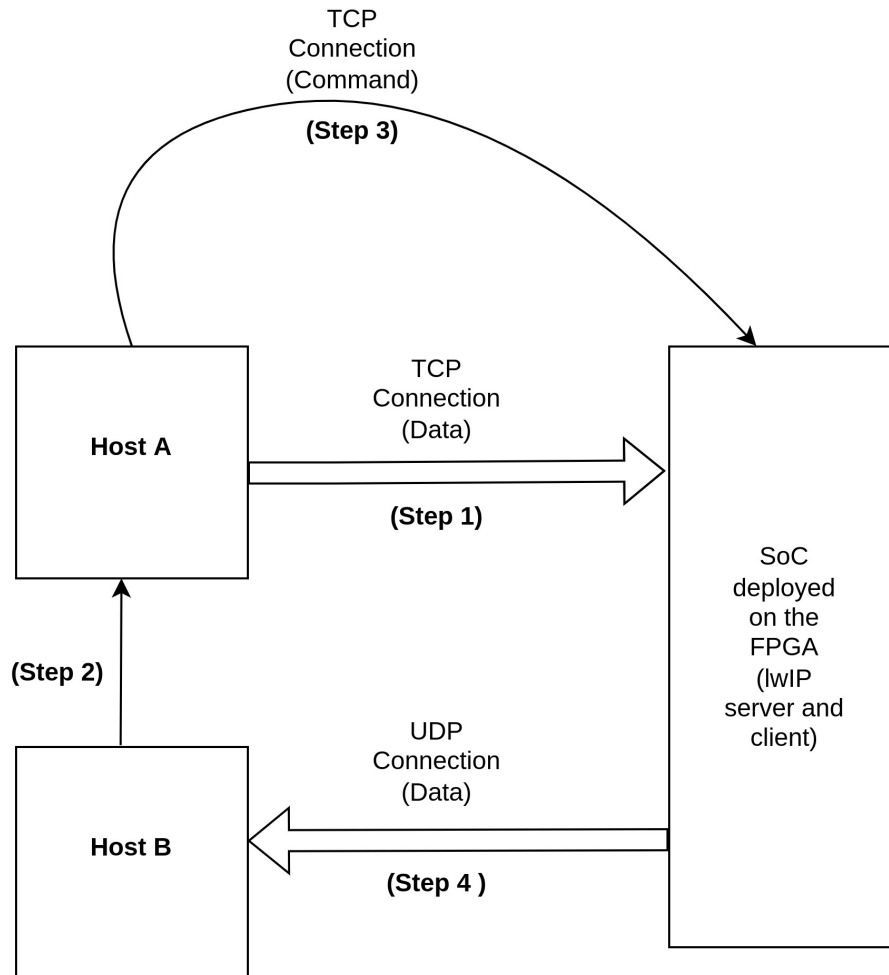 TCP
Connection
(Command)
(Step 3)
Host A
TCP
Connection
(Data)
(Step 1)
SoC
deployed
on the
FPGA
(lwIP
server and
client)
(Step 2)
UDP
Connection
(Data)
Host B
(Step 4 )